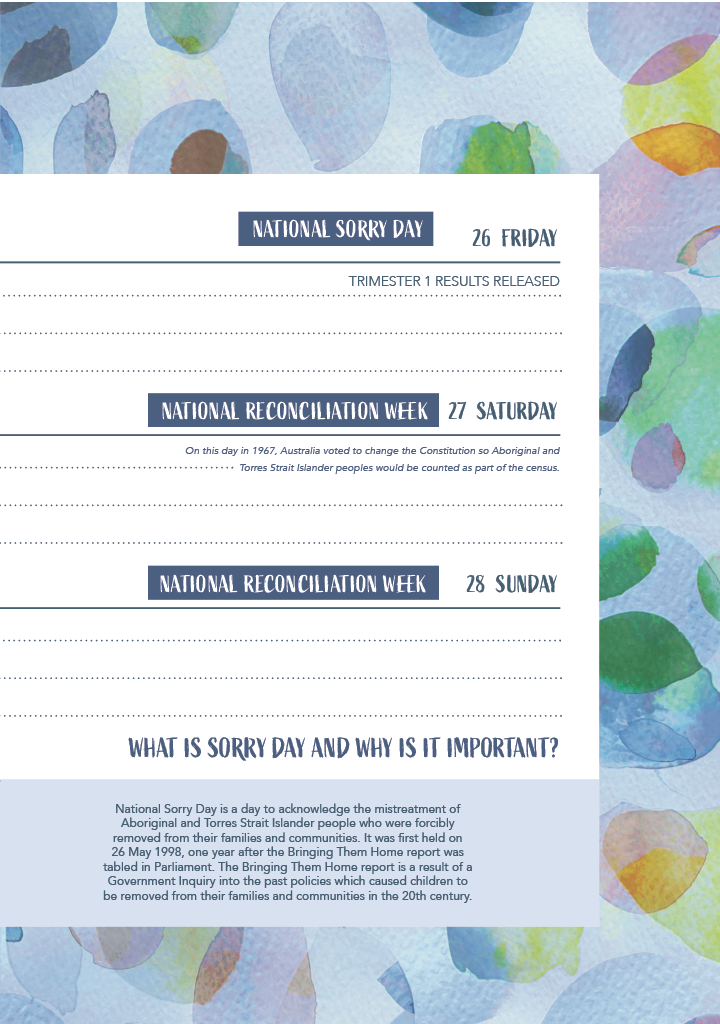 NATIONAL SORRY DAY 26 FRIDAY
TRIMESTER 1 RESULTS RELEASED
NATIONAL RECONCILIATION WEEK 27 SATURDAY
On this day in 1967, Australia voted to change the Constitution so Aboriginal and
Torres Strait Islander peoples would be counted as part of the census.
NATIONAL RECONCILIATION WEEK 28 SUNDAY
WHAT IS SORRY DAY AND WHY IS IT IMPORTANT?
National Sorry Day is a day to acknowledge the mistreatment of
Aboriginal and Torres Strait Islander people who were forcibly
removed from their families and communities. It was first held on
26 May 1998, one year after the Bringing Them Home report was
tabled in Parliament. The Bringing Them Home report is a result of a
Government Inquiry into the past policies which caused children to
be removed from their families and communities in the 20th century.